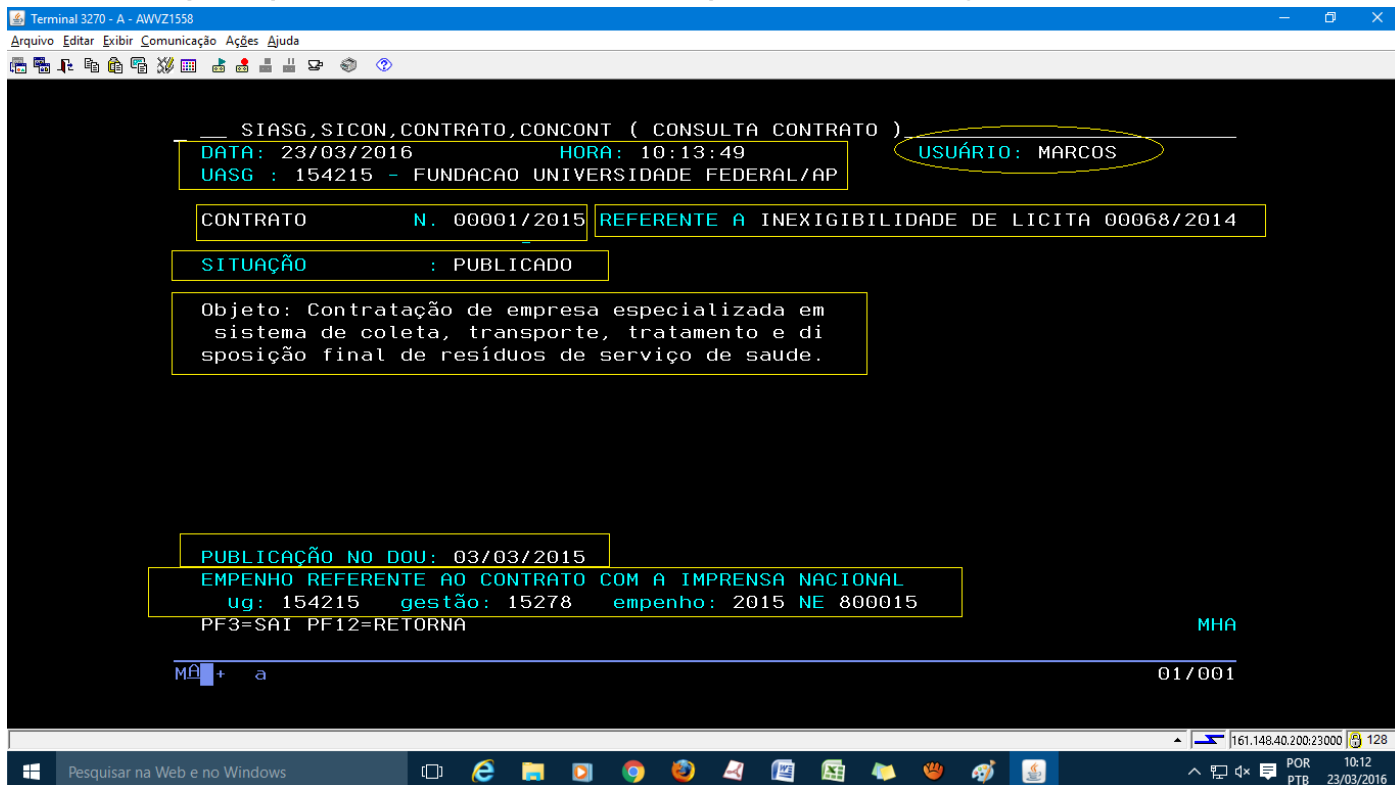 Terminal 3270 - A - AWVZ1558
Arquivo Editar Exibir Comunicação Ações Ajuda
__ SIASG,SICON,CONTRATO,CONCONT ( CONSULTA CONTRATO )
DATA: 23/03/2016 HORA: 10:13:49 USUÁRIO: MARCOS
UASG : 154215 - FUNDACAO UNIVERSIDADE FEDERAL/AP
CONTRATO N. 00001/2015 REFERENTE A INEXIGIBILIDADE DE LICITA 00068/2014
SITUAÇÃO : PUBLICADO
Objeto: Contratação de empresa especializada em
sistema de coleta, transporte, tratamento e di
sposição final de resíduos de serviço de saude.
PUBLICAÇÃO NO DOU: 03/03/2015
EMPENHO REFERENTE AO CONTRATO COM A IMPRENSA NACIONAL
ug: 154215 gestão: 15278 empenho: 2015 NE 800015
PF3=SAI PF12=RETORNA MHA
MA + a 01/001
161.148.40.200:23000 128
Pesquisar na Web e no Windows POR 10:12
PTB 23/03/2016